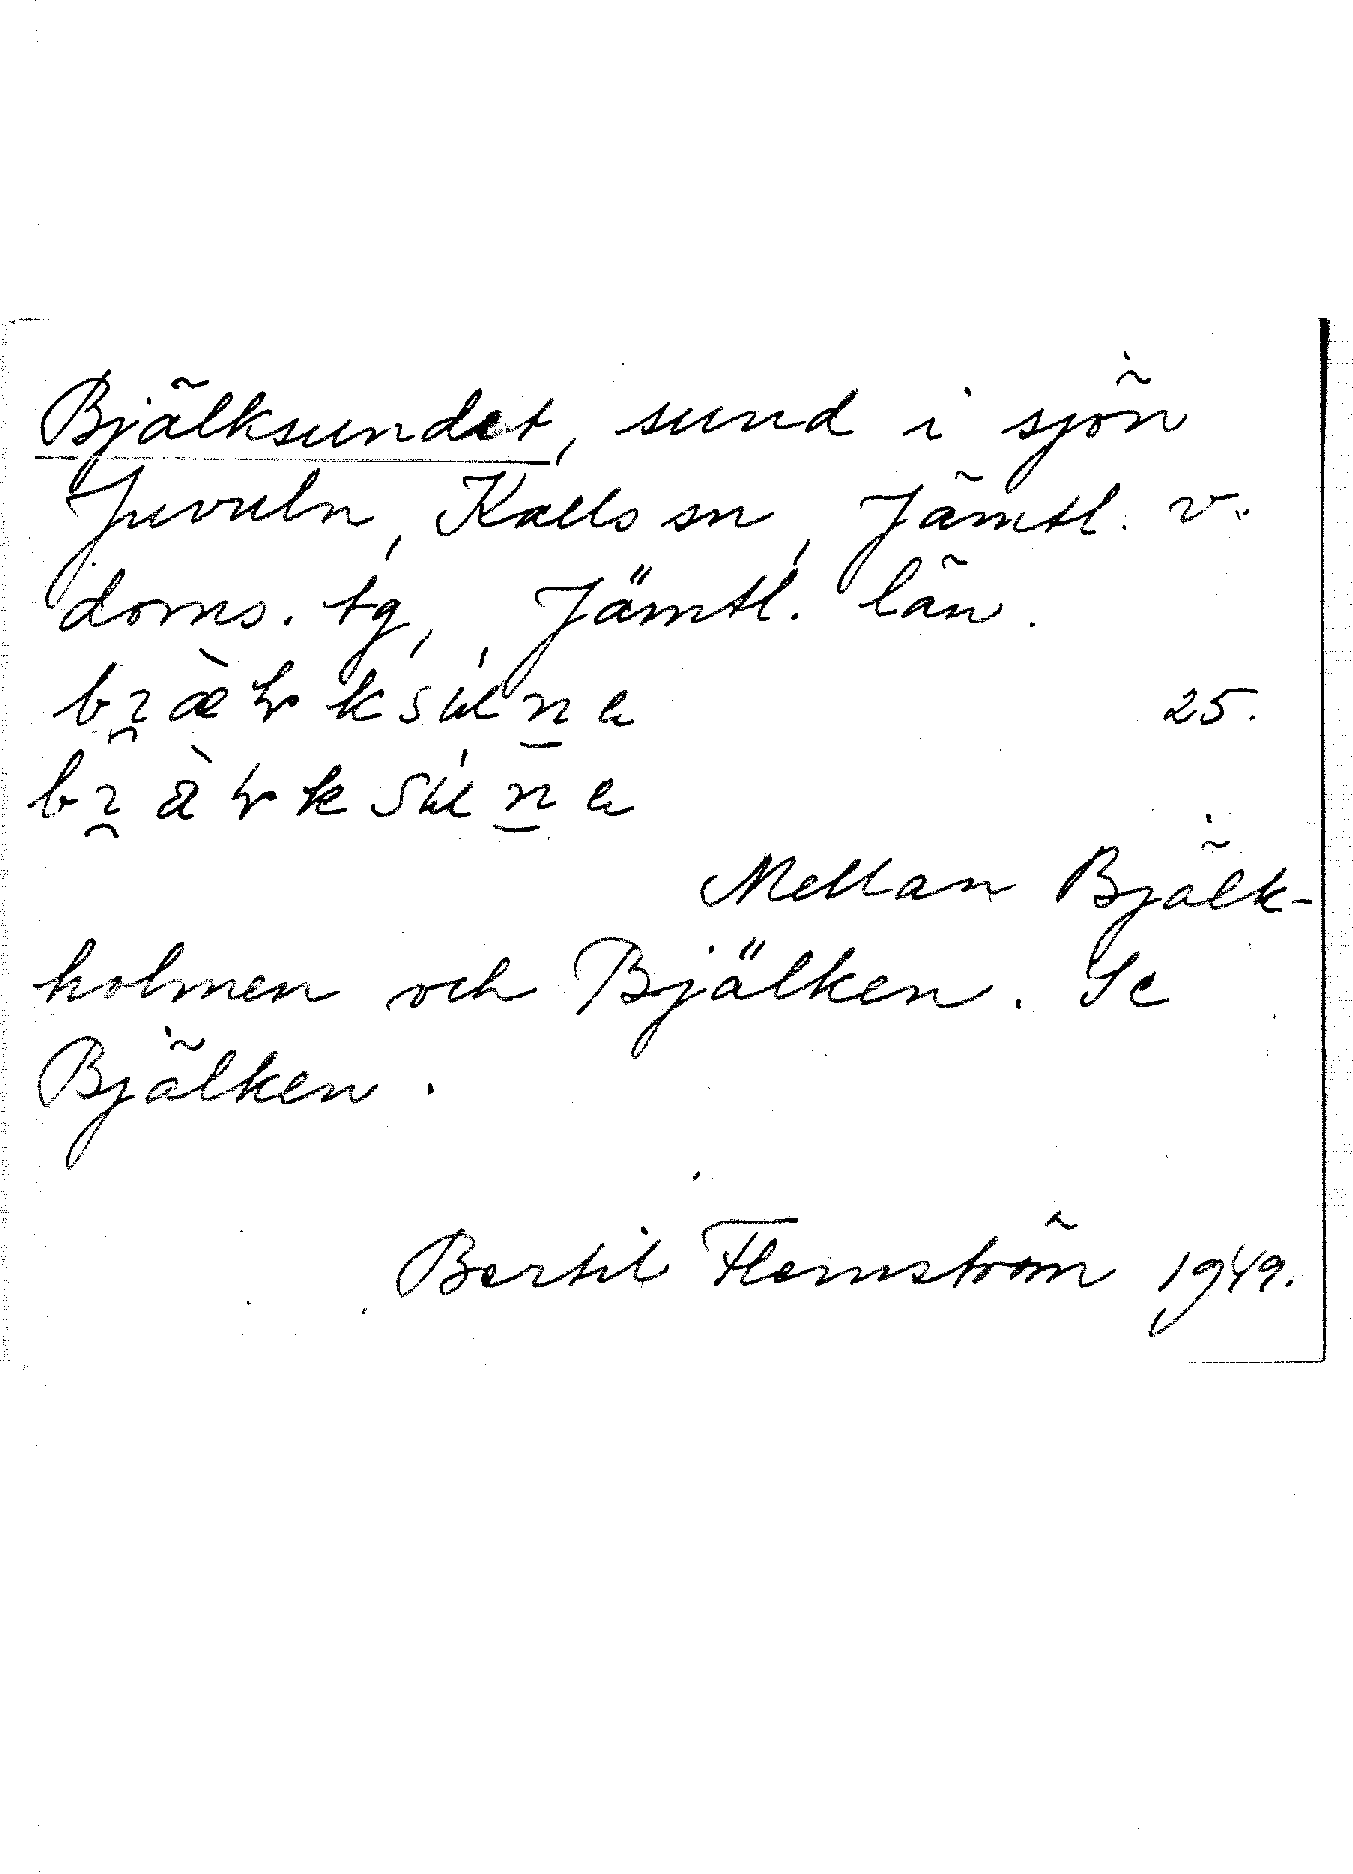 Bjälksundet, sund i sjön
Juvuln, Kalls sn, Jämtl. v.
doms. tg, Jämtl. län.
25.
Mellan Bjälk-
holmen och Bjälken. Se
Bjälken.
Bertil Flemström 1949.